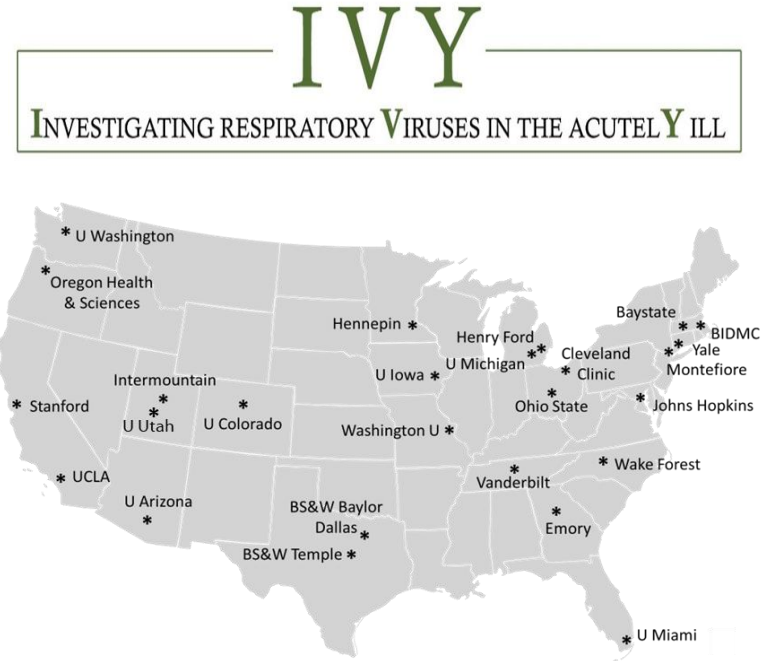 IVY
INVESTIGATING RESPIRATORY VIRUSES IN THE ACUTELY ILL
* U Washington
* Oregon Health
& Sciences
Baystate *
* BIDMC
Hennepin *
Henry Ford *
* Yale
U Michigan *
Cleveland
* Clinic
* Montefiore
U Iowa *
Intermountain
*
* Stanford
*
U Utah
*
U Colorado
*
Ohio State
* Johns Hopkins
Washington U *
* UCLA
*
Vanderbilt
* Wake Forest
U Arizona
*
BS&W Baylor
Dallas *
BS&W Temple *
*
Emory
* U Miami